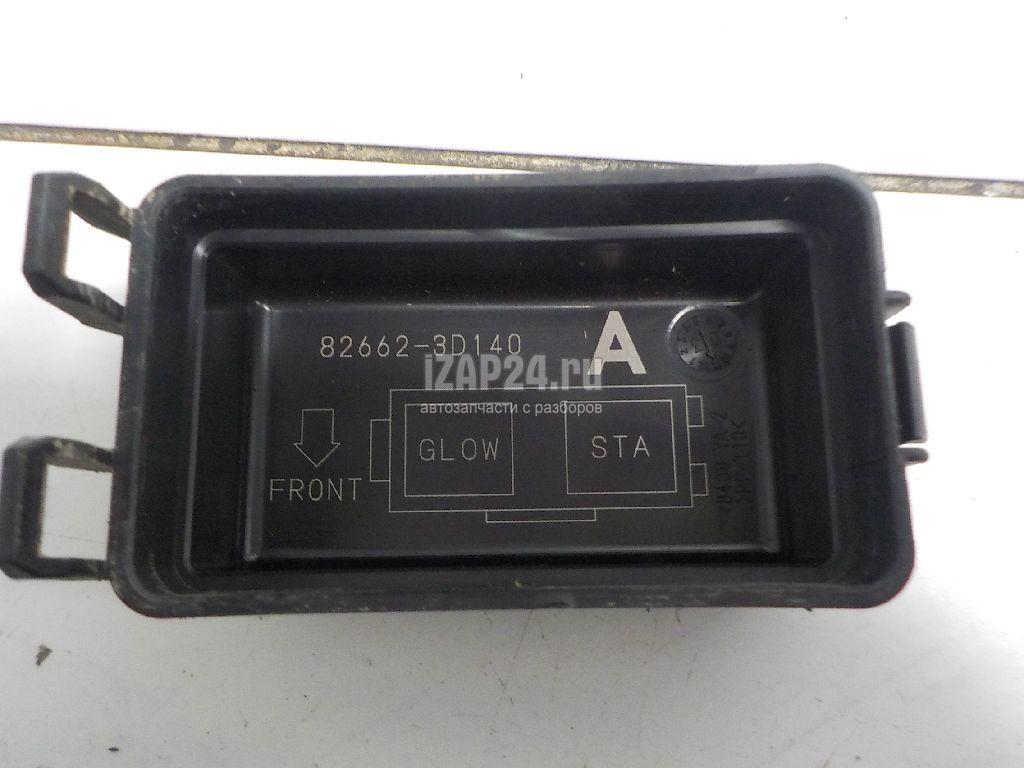 82662-3D140
A
iZAP24.ru
автозапчасти с разборов
GLOW
STA
FRONT